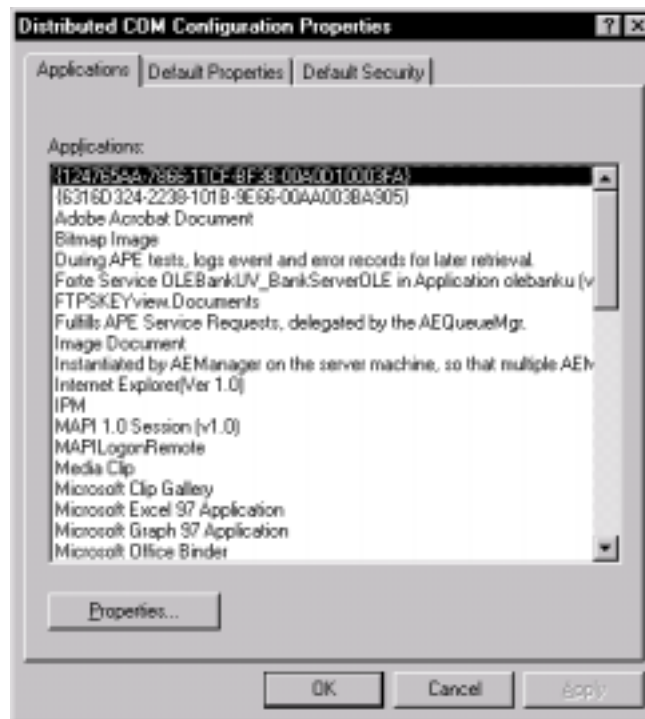 Distributed COM Configuration Properties
Applications Default Properties Default Security
Applications:
{124765AA-7866-11CF-BF3B-00A0D10003FA}
{6316D324-2238-101B-9E66-00AA003BA905}
Adobe Acrobat Document
Bitmap Image
During APE tests, logs event and error records for later retrieval.
Forte Service OLEBankUV_BankServerOLE in Application olebanku (v
FTPSKEYview.Documents
Fulfills APE Service Requests, delegated by the AEQueueMgr.
Image Document
Instantiated by AEManager on the server machine, so that multiple AEM
Internet Explorer(Ver 1.0)
IPM
MAPI 1.0 Session (v1.0)
MAPILogonRemote
Media Clip
Microsoft Clip Gallery
Microsoft Excel 97 Application
Microsoft Graph 97 Application
Microsoft Office Binder
Properties...
OK Cancel Apply